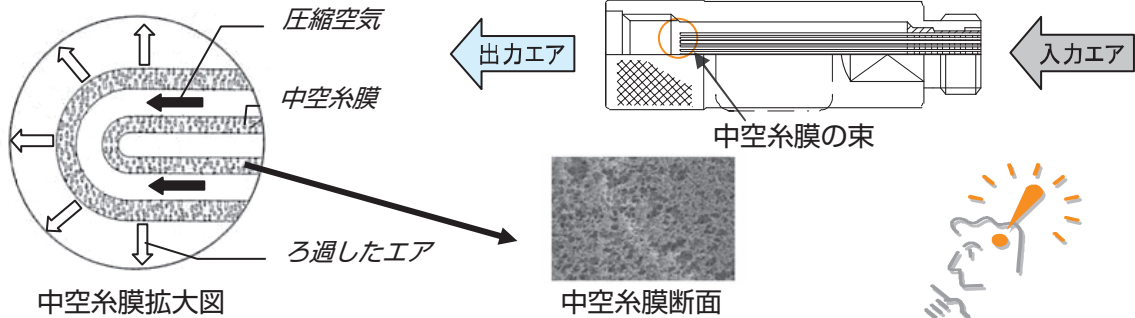 圧縮空気
出力エア
入力エア
中空糸膜
中空糸膜の束
ろ過したエア
中空糸膜拡大図
中空糸膜断面